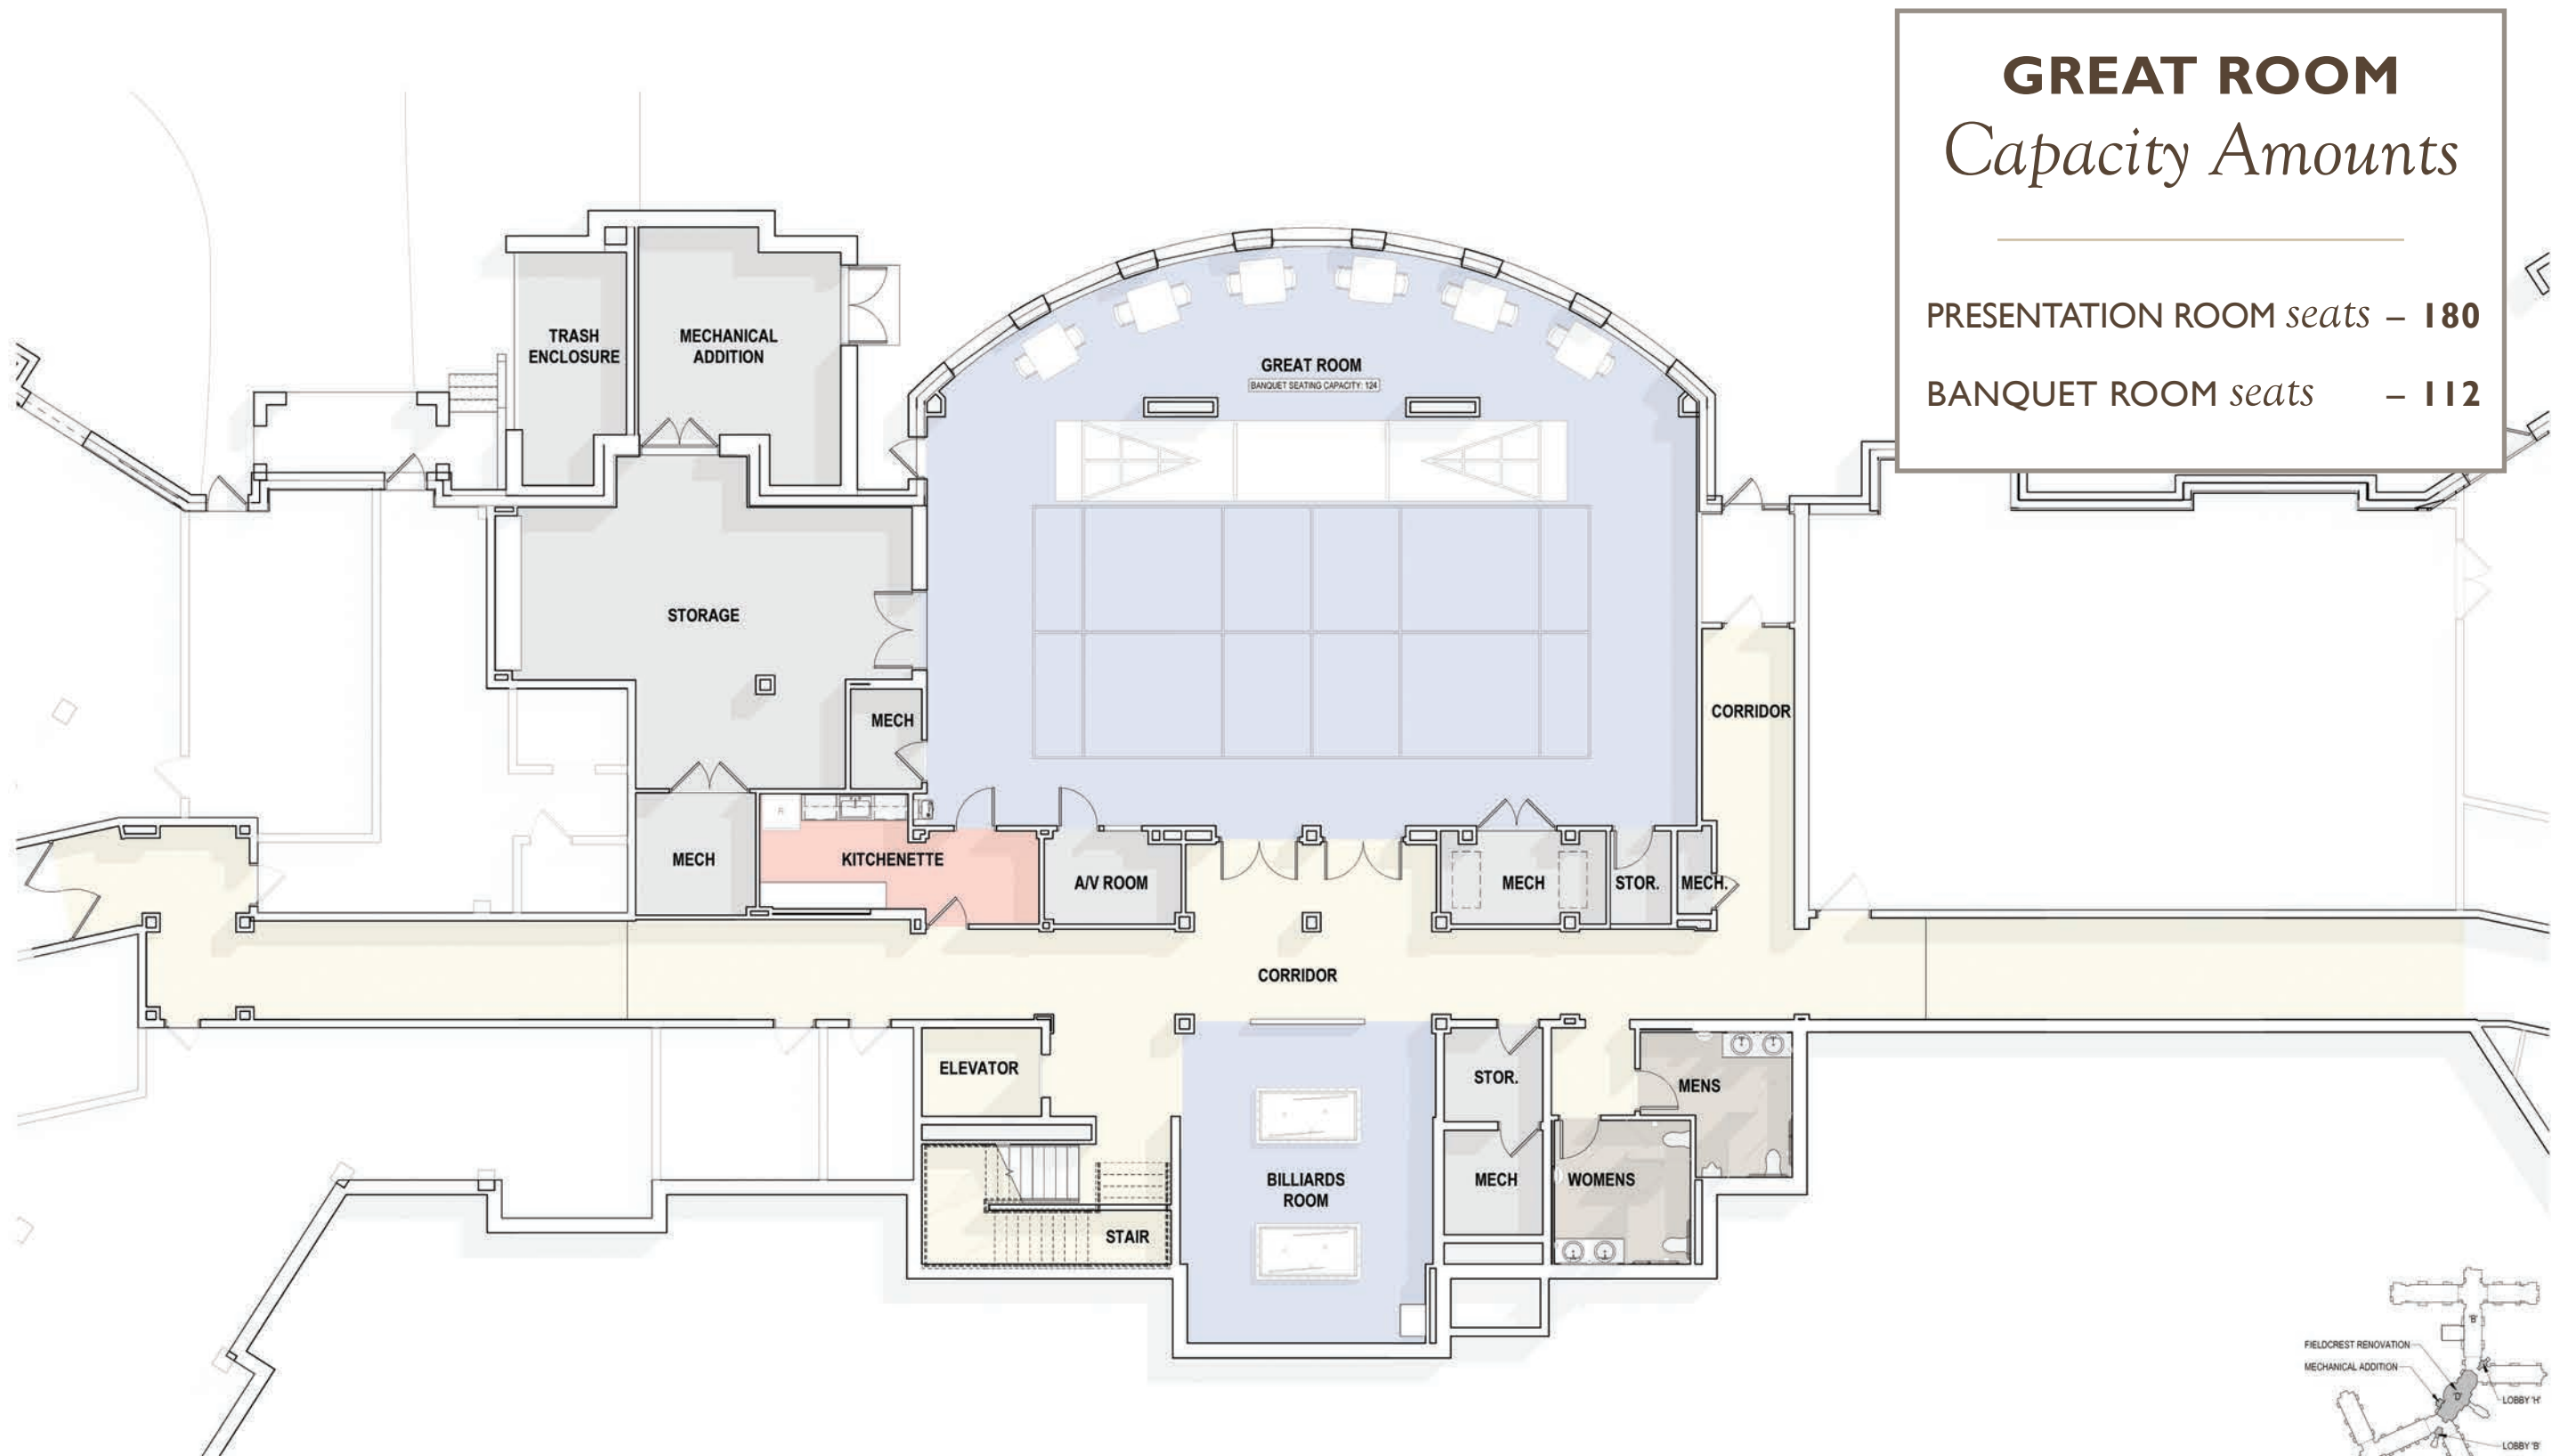 GREAT ROOM
Capacity Amounts
PRESENTATION ROOM seats – 180
BANQUET ROOM seats – 112
TRASH
ENCLOSURE
MECHANICAL
ADDITION
GREAT ROOM
BANQUET SEATING CAPACITY: 124
STORAGE
MECH
CORRIDOR
MECH
KITCHENETTE
A/V ROOM
MECH
STOR.
MECH.
CORRIDOR
ELEVATOR
STOR.
MENS
BILLIARDS
ROOM
MECH
WOMENS
STAIR
FIELDCREST RENOVATION
MECHANICAL ADDITION
LOBBY 'H'
LOBBY 'B'